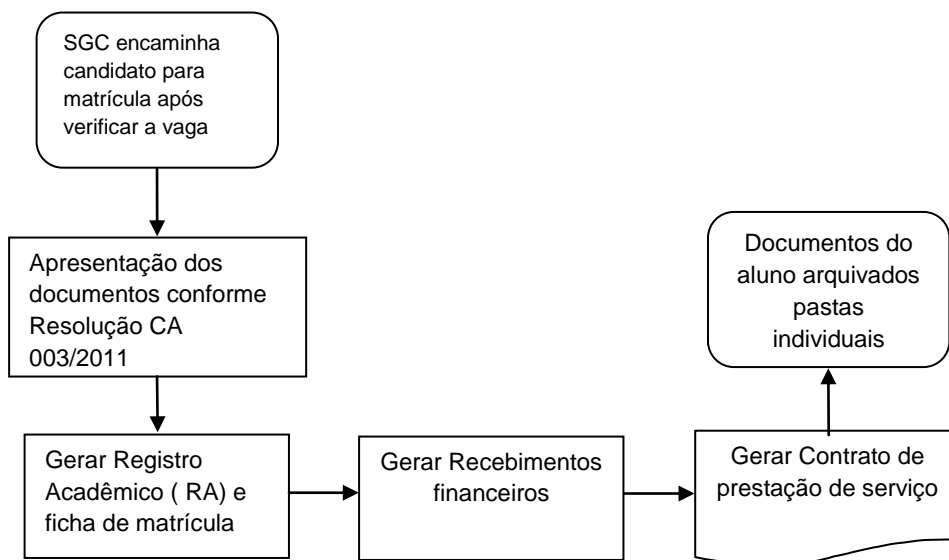 SGC encaminha
candidato para
matrícula após
verificar a vaga
Apresentação dos
documentos conforme
Resolução CA
003/2011
Gerar Registro
Acadêmico ( RA) e
ficha de matrícula
Gerar Recebimentos
financeiros
Gerar Contrato de
prestação de serviço
Documentos do
aluno arquivados
pastas
individuais